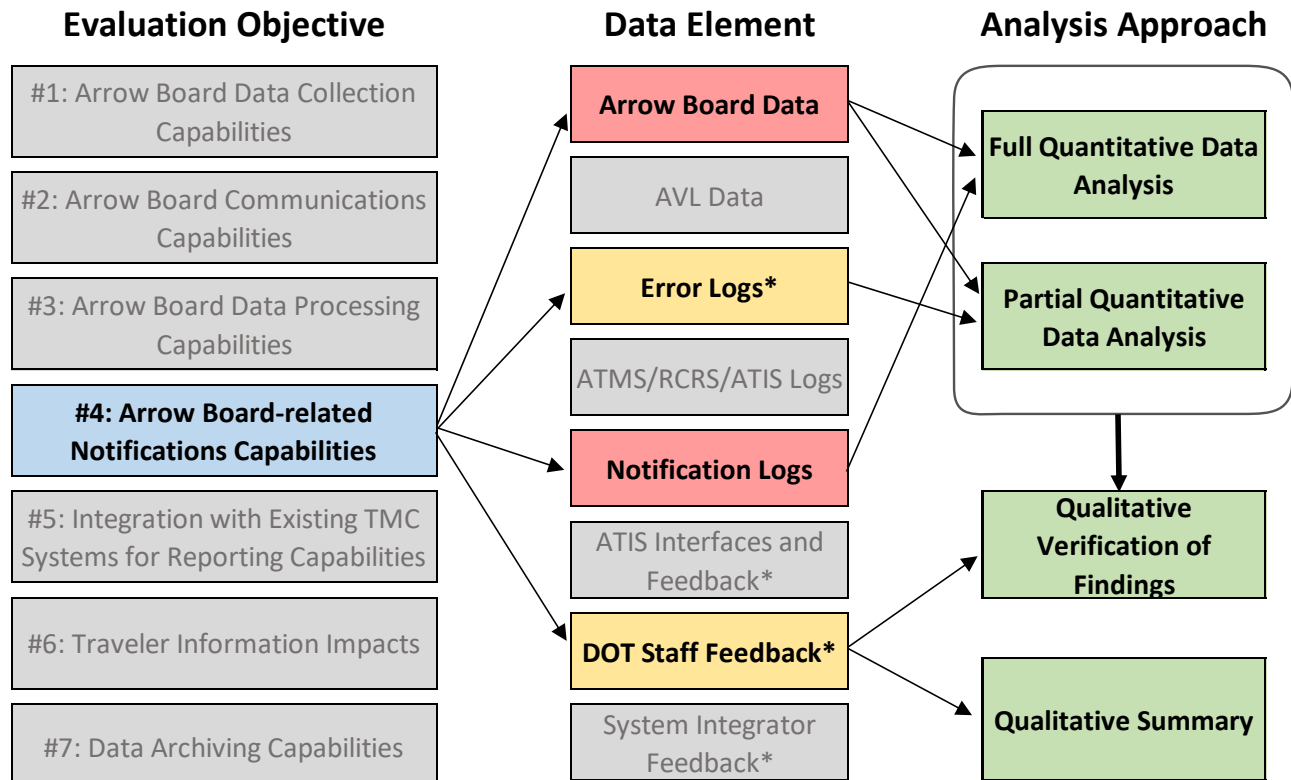 Evaluation Objective
#1: Arrow Board Data Collection
Capabilities
#2: Arrow Board Communications
Capabilities
#3: Arrow Board Data Processing
Capabilities
#4: Arrow Board-related
Notifications Capabilities
#5: Integration with Existing TMC
Systems for Reporting Capabilities
#6: Traveler Information Impacts
#7: Data Archiving Capabilities
Data Element
Arrow Board Data
AVL Data
Error Logs*
ATMS/RCRS/ATIS Logs
Notification Logs
ATIS Interfaces and
Feedback*
DOT Staff Feedback*
System Integrator
Feedback*
Analysis Approach
Full Quantitative Data
Analysis
Partial Quantitative
Data Analysis
Qualitative
Verification of
Findings
Qualitative Summary